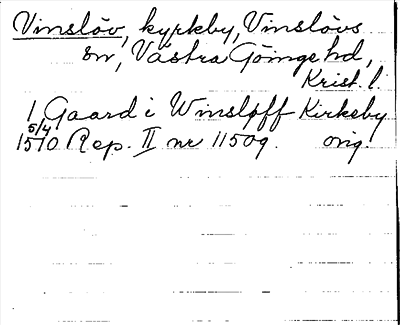 Vinslöv, kyrkby, Vinslövs
sn, Västra Göinge hd,
Krist. l.
1 Gaard i Winsløff Kirkeby
5/4
1510 Rep. II nr 11509. orig.